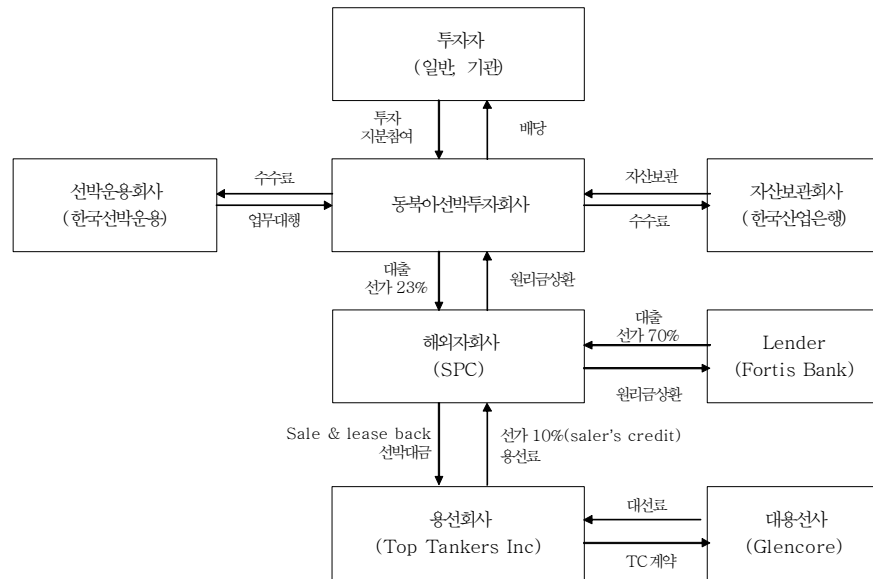 투자자
(일반, 기관)
투자
지분참여
배당
선박운용회사
(한국선박운용)
수수료
업무대행
동북아선박투자회사
자산보관
수수료
자산보관회사
(한국산업은행)
대출
선가 23%
원리금상환
해외자회사
(SPC)
대출
선가 70%
원리금상환
Lender
(Fortis Bank)
Sale & lease back
선박대금
선가 10%(saler's credit)
용선료
용선회사
(Top Tankers Inc)
대선료
TC계약
대용선사
(Glencore)